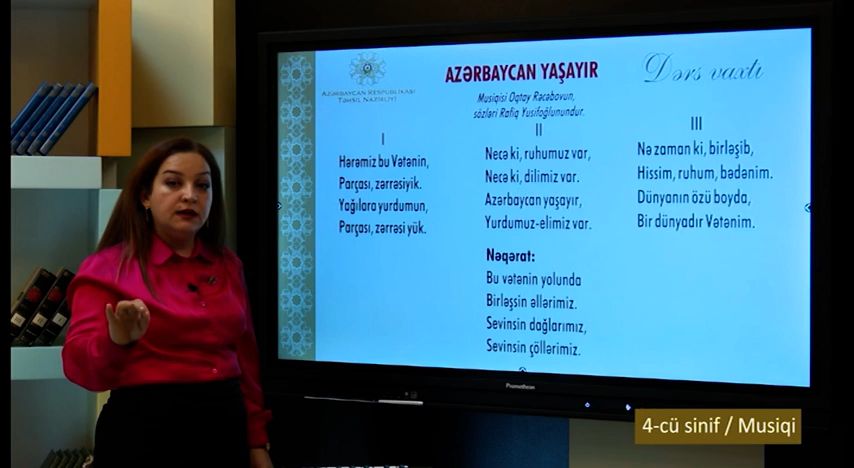 AZƏRBAYCAN RESPUBLİKASI
TƏHSİL NAZİRLİYİ
AZƏRBAYCAN YAŞAYIR
Dərs vaxtı
Musiqisi Oqtay Rəcəbovun,
sözləri Rafiq Yusifoğlunundur.
I
Hərəmiz bu Vətənin,
Parçası, zərrəsiyik.
Yağılara yurdumun,
Parçası, zərrəsi yük.
II
Necə ki, ruhumuz var,
Necə ki, dilimiz var.
Azərbaycan yaşayır,
Yurdumuz-elimiz var.
Nəqərat:
Bu vətənin yolunda
Birləşsin əllərimiz.
Sevinsin dağlarımız,
Sevinsin çöllərimiz.
III
Nə zaman ki, birləşib,
Hissim, ruhum, bədənim.
Dünyanın özü boyda,
Bir dünyadır Vətənim.
Promethean
4-cü sinif / Musiqi